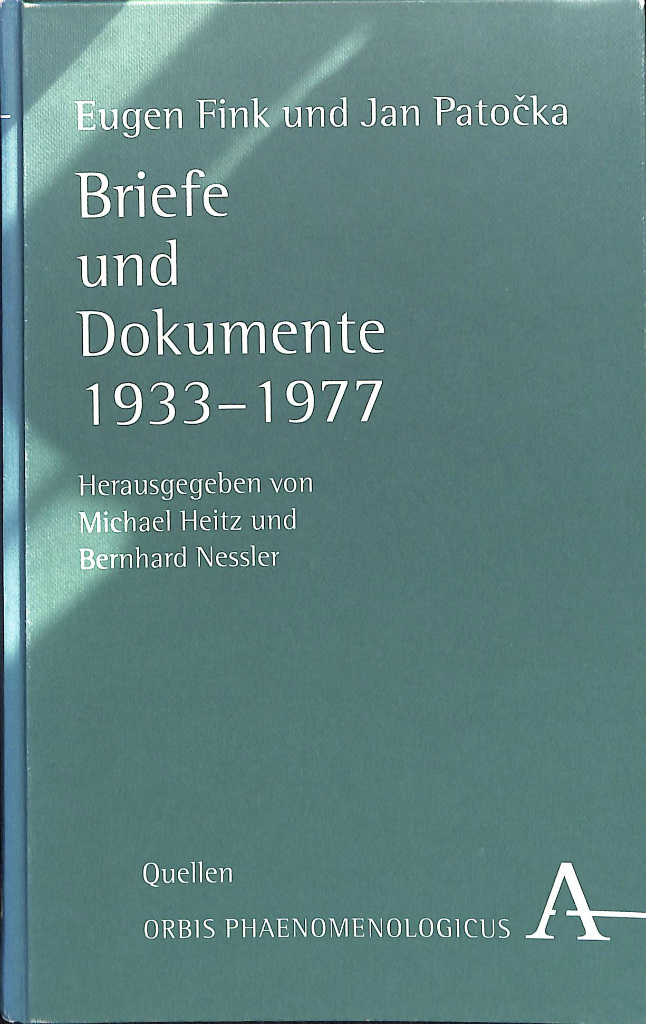 Eugen Fink und Jan Patočka
Briefe
und
Dokumente
1933–1977
Herausgegeben von
Michael Heitz und
Bernhard Nessler
Quellen
ORBIS PHAENOMENOLOGICUS
A